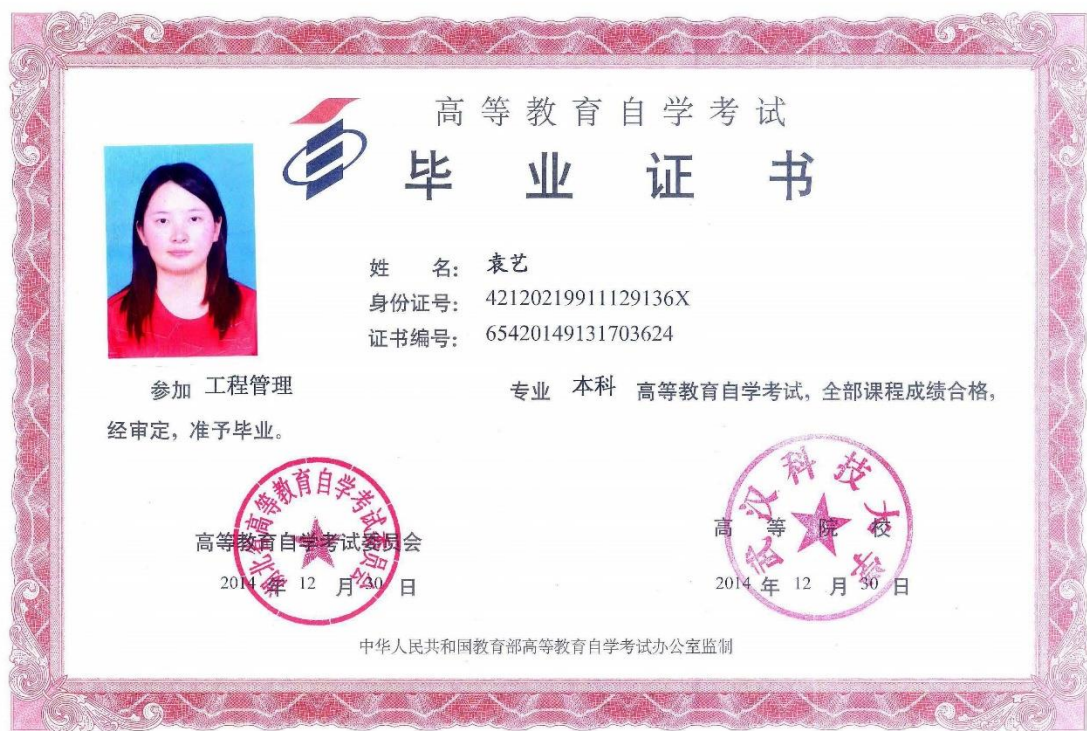 高等教育自学考试
毕业证书
姓 名: 袁艺
身份证号: 42120219911129136X
证书编号: 65420149131703624
参加 工程管理 专业 本科 高等教育自学考试，全部课程成绩合格，
经审定，准予毕业。
湖北省高等教育自学考试委员会
高等教育自学考试委员会
2014 年 12 月 30 日
武汉科技大学
高等院校
2014 年 12 月 30 日
中华人民共和国教育部高等教育自学考试办公室监制